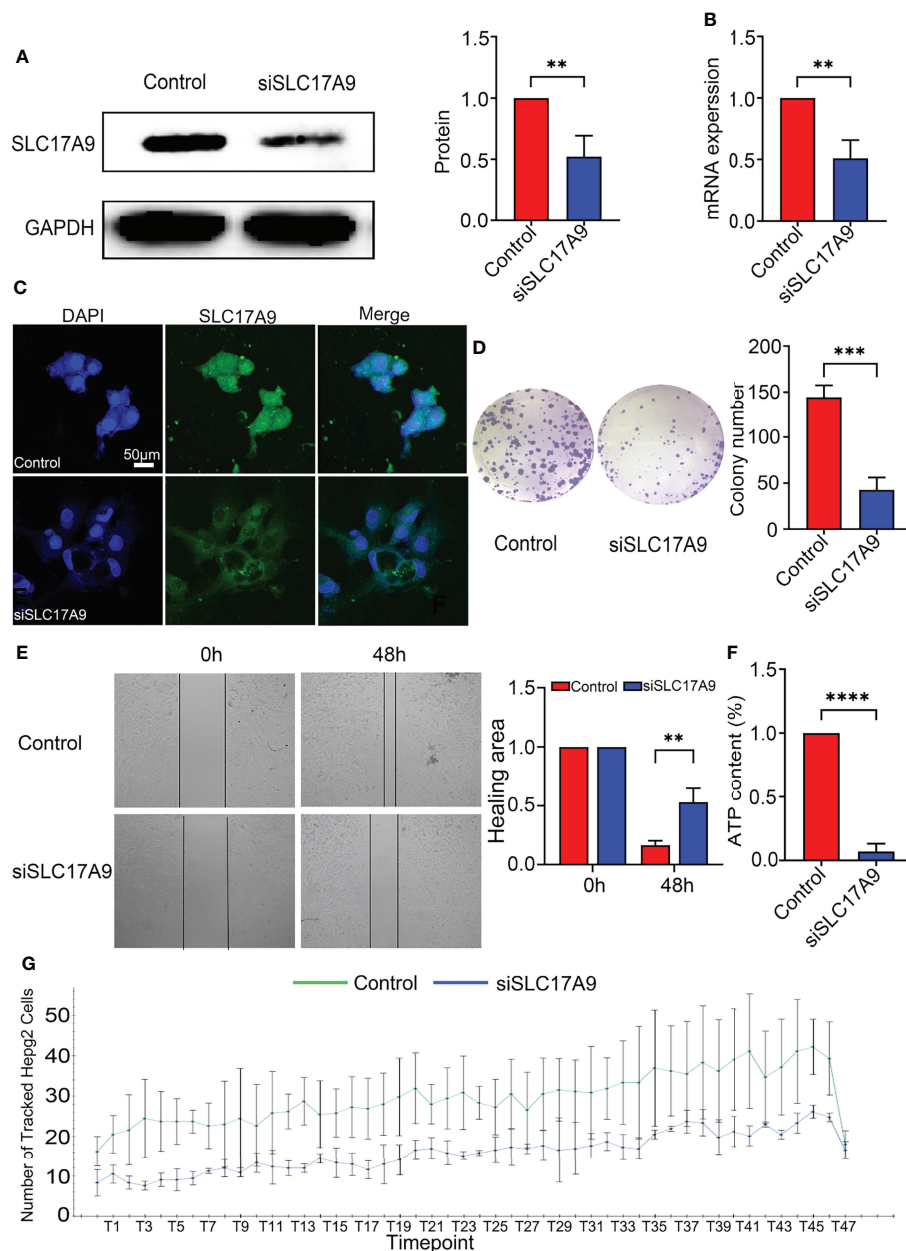 A
Control
siSLC17A9
SLC17A9
GAPDH
Protein
1.5
1.0
0.5
0.0
**
Control
siSLC17A9
B
mRNA experssion
1.5
1.0
0.5
0.0
**
Control
siSLC17A9
C
DAPI
SLC17A9
Merge
Control
50μm
siSLC17A9
E
F
D
Control
siSLC17A9
Colony number
200
150
100
50
0
***
Control
siSLC17A9
E
0h
48h
Control
siSLC17A9
Healing area
1.5
1.0
0.5
0.0
Control
siSLC17A9
**
0h
48h
F
ATP content (%)
1.5
1.0
0.5
0.0
****
Control
siSLC17A9
G
Control
siSLC17A9
Number of Tracked Hepg2 Cells
50
40
30
20
10
0
T1 T3 T5 T7 T9 T11 T13 T15 T17 T19 T21 T23 T25 T27 T29 T31 T33 T35 T37 T39 T41 T43 T45 T47
Timepoint